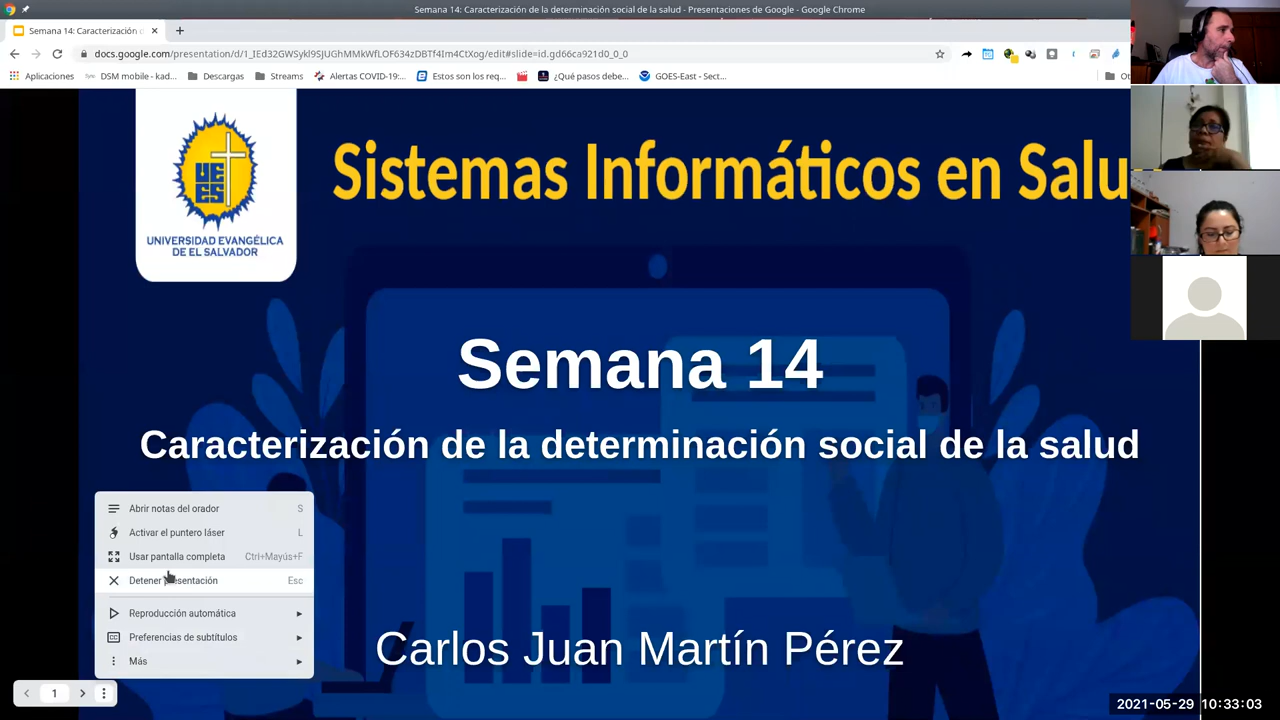 Semana 14: Caracterización de la determinación social de la salud - Presentaciones de Google - Google Chrome
Semana 14: Caracterización d
docs.google.com/presentation/d/1_IEd32GWSykl9SJUGhMMkWfLOF634zDBTf4Im4CtXog/edit#slide=id.gd66ca921d0_0_0
Aplicaciones
DSM mobile - kad...
Descargas
Streams
Alertas COVID-19:...
Estos son los req...
¿Qué pasos debe...
GOES-East - Sect...
Ot
UE
ES
UNIVERSIDAD EVANGÉLICA
DE EL SALVADOR
Sistemas Informáticos en Salu
Semana 14
Caracterización de la determinación social de la salud
Abrir notas del orador S
Activar el puntero láser L
Usar pantalla completa Ctrl+Mayús+F
Detener presentación Esc
Reproducción automática
Preferencias de subtítulos
Más
Carlos Juan Martín Pérez
1
2021-05-29 10:33:03